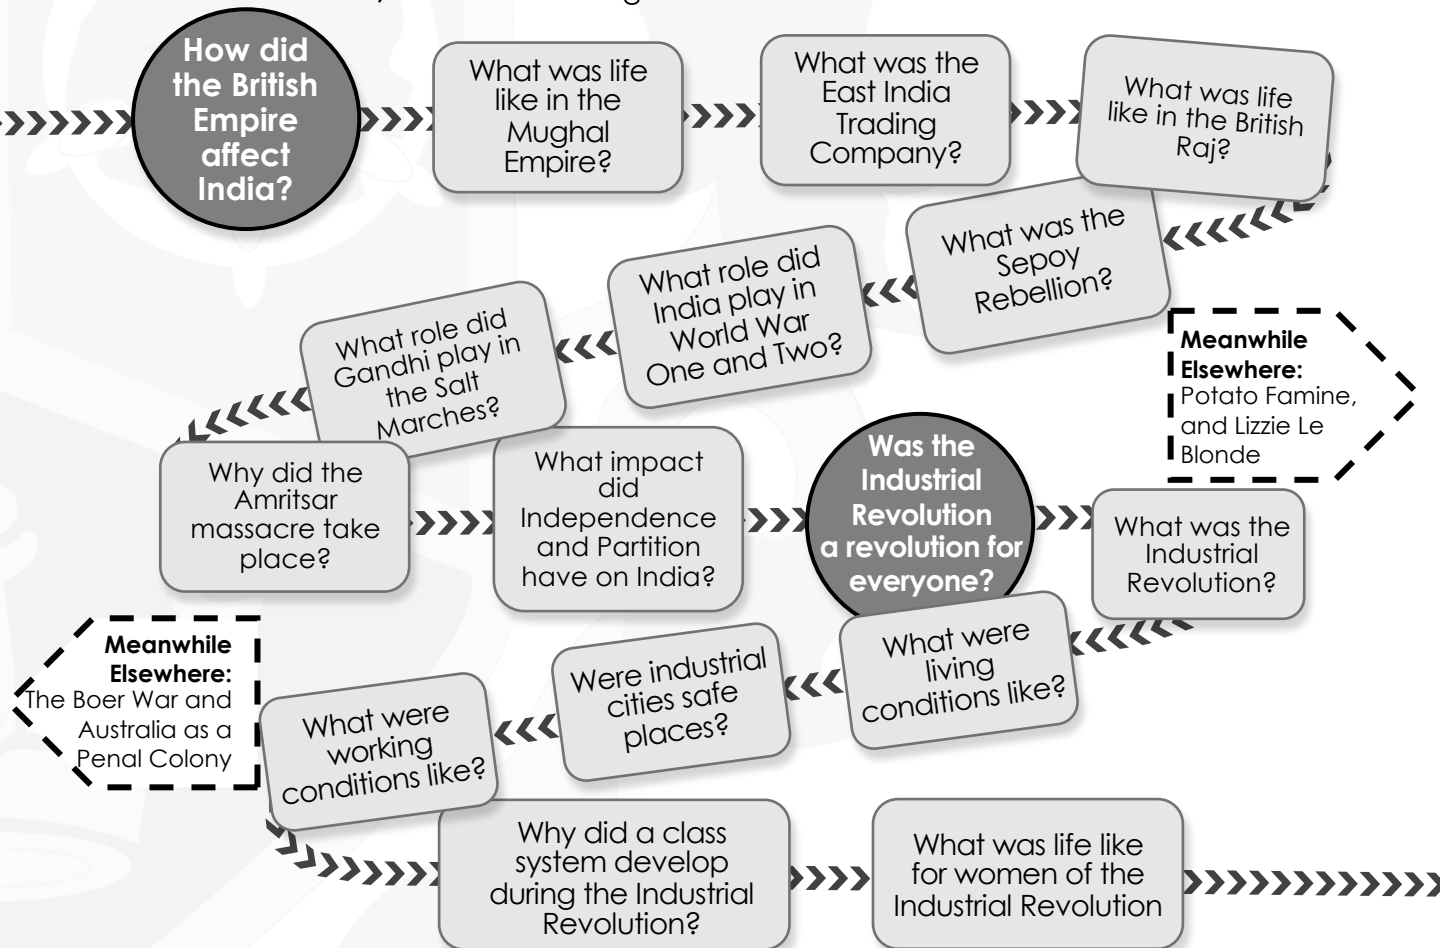 How did
the British
Empire
affect
India?
What was life
like in the
Mughal
Empire?
What was the
East India
Trading
Company?
What was life
like in the British
Raj?
What was the
Sepoy
Rebellion?
What role did
India play in
World War
One and Two?
What role did
Gandhi play in
the Salt
Marches?
Meanwhile
Elsewhere:
Potato Famine,
and Lizzie Le
Blonde
Why did the
Amritsar
massacre take
place?
What impact
did
Independence
and Partition
have on India?
Was the
Industrial
Revolution
a revolution for
everyone?
What was the
Industrial
Revolution?
What were
living
conditions like?
Were industrial
cities safe
places?
What were
working
conditions like?
Meanwhile
Elsewhere:
The Boer War and
Australia as a
Penal Colony
Why did a class
system develop
during the Industrial
Revolution?
What was life like
for women of the
Industrial Revolution